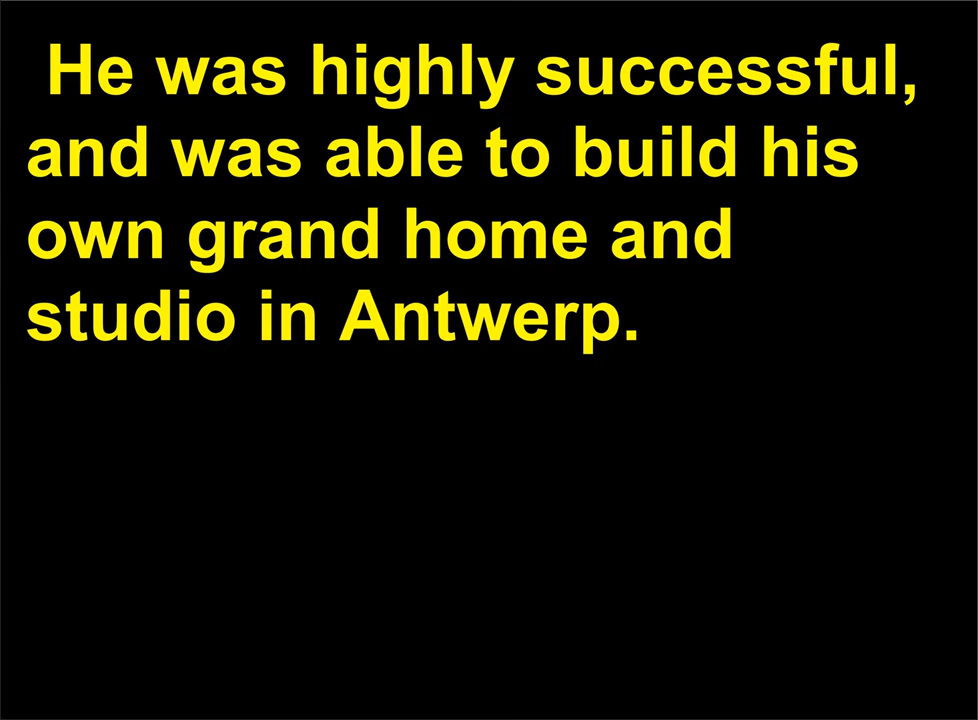 He was highly successful,
and was able to build his
own grand home and
studio in Antwerp.